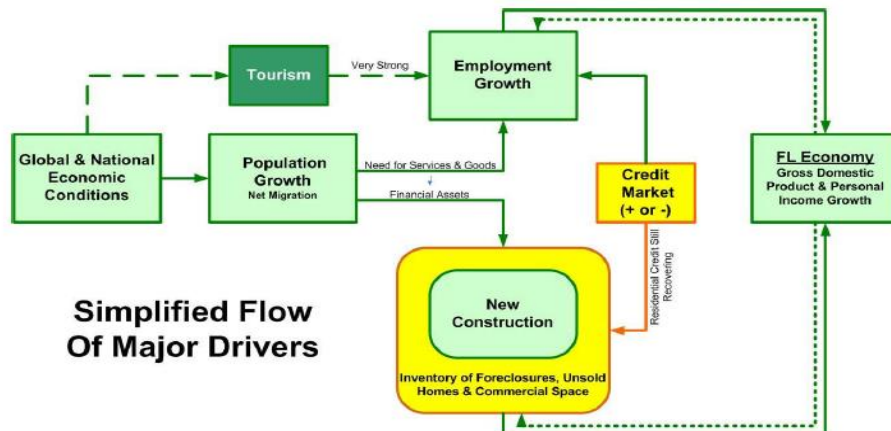 Tourism
Very Strong
Employment
Growth
Global & National
Economic
Conditions
Population
Growth
Net Migration
Need for Services & Goods
Financial Assets
Credit
Market
(+ or -)
FL Economy
Gross Domestic
Product & Personal
Income Growth
Residential Credit Still
Recovering
Simplified Flow
Of Major Drivers
New
Construction
Inventory of Foreclosures, Unsold
Homes & Commercial Space